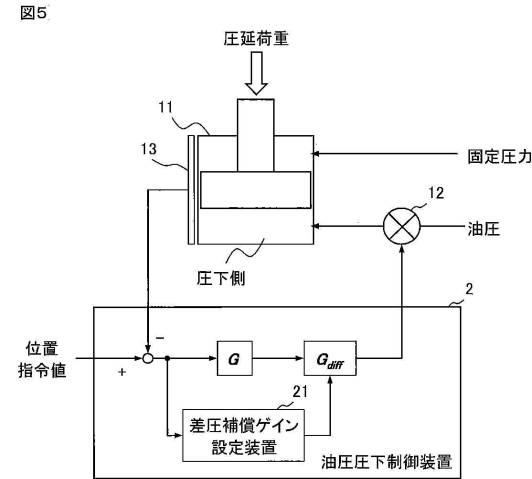 図5
圧延荷重
11
13
固定圧力
12
油圧
圧下側
2
位置
指令値
−
+
G
Gdiff
21
差圧補償ゲイン
設定装置
油圧圧下制御装置